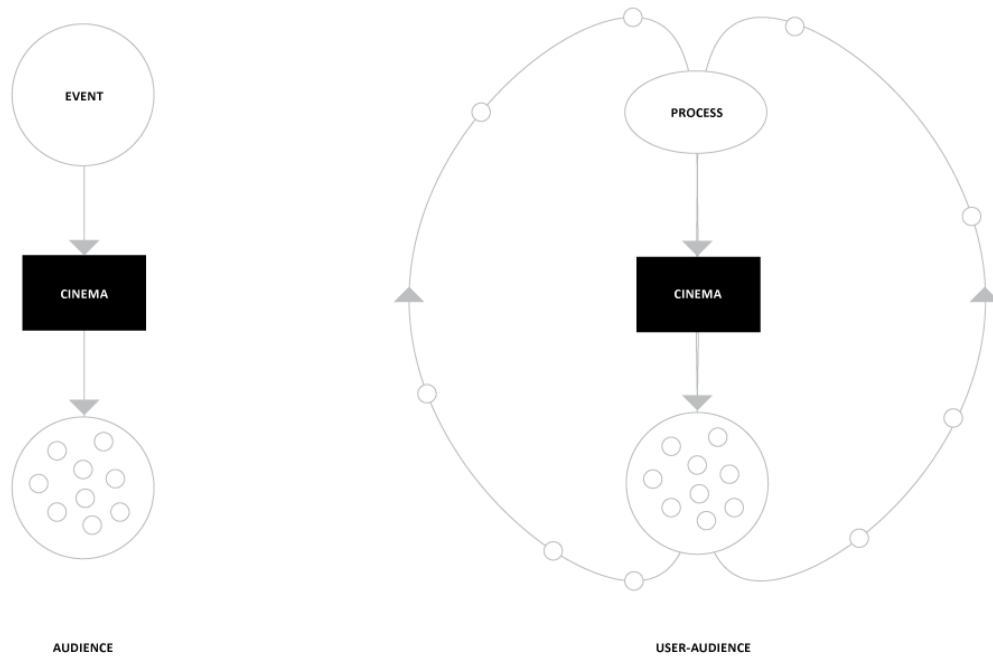 EVENT
PROCESS
CINEMA
CINEMA
AUDIENCE
USER-AUDIENCE